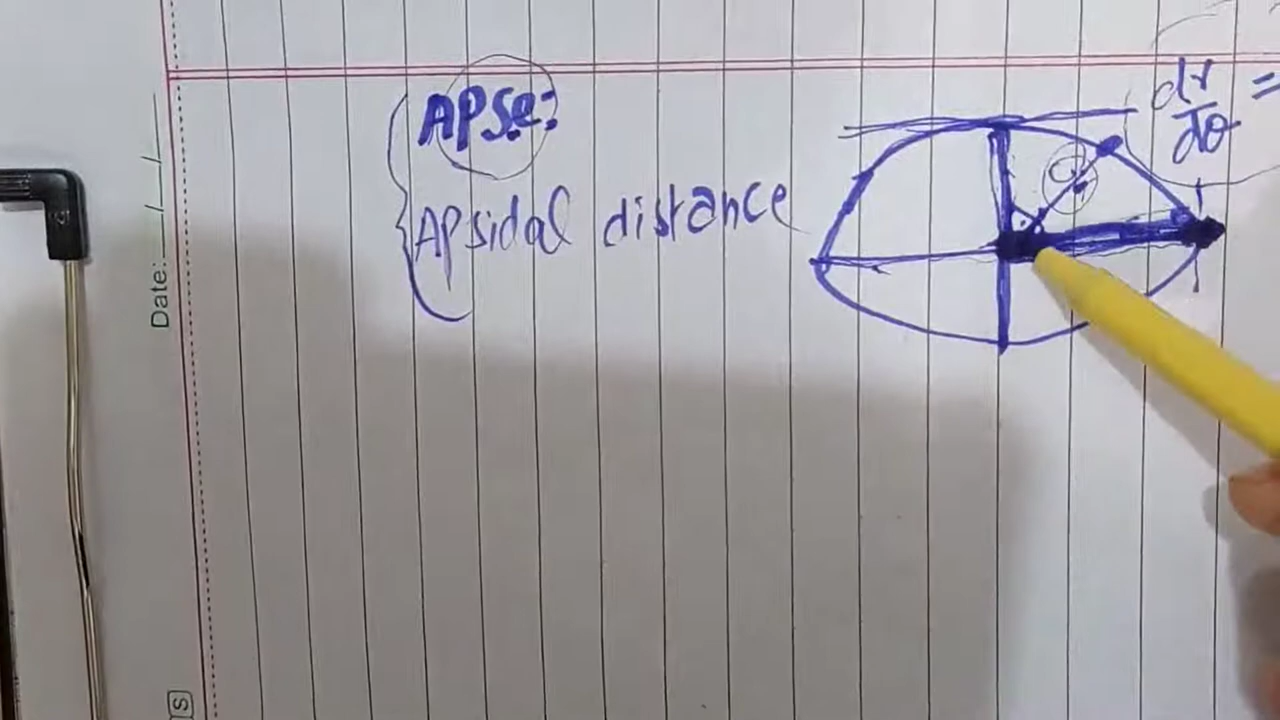 APSe:
Apsidal distance
dr
dθ =
Date: / /